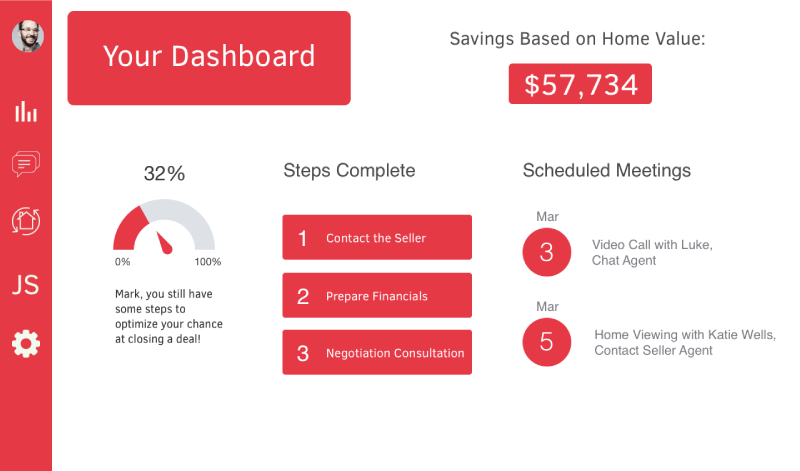 Your Dashboard
Savings Based on Home Value:
$57,734
32%
0%
100%
Mark, you still have
some steps to
optimize your chance
at closing a deal!
Steps Complete
1 Contact the Seller
2 Prepare Financials
3 Negotiation Consultation
Scheduled Meetings
Mar
3
Video Call with Luke,
Chat Agent
Mar
5
Home Viewing with Katie Wells,
Contact Seller Agent
JS